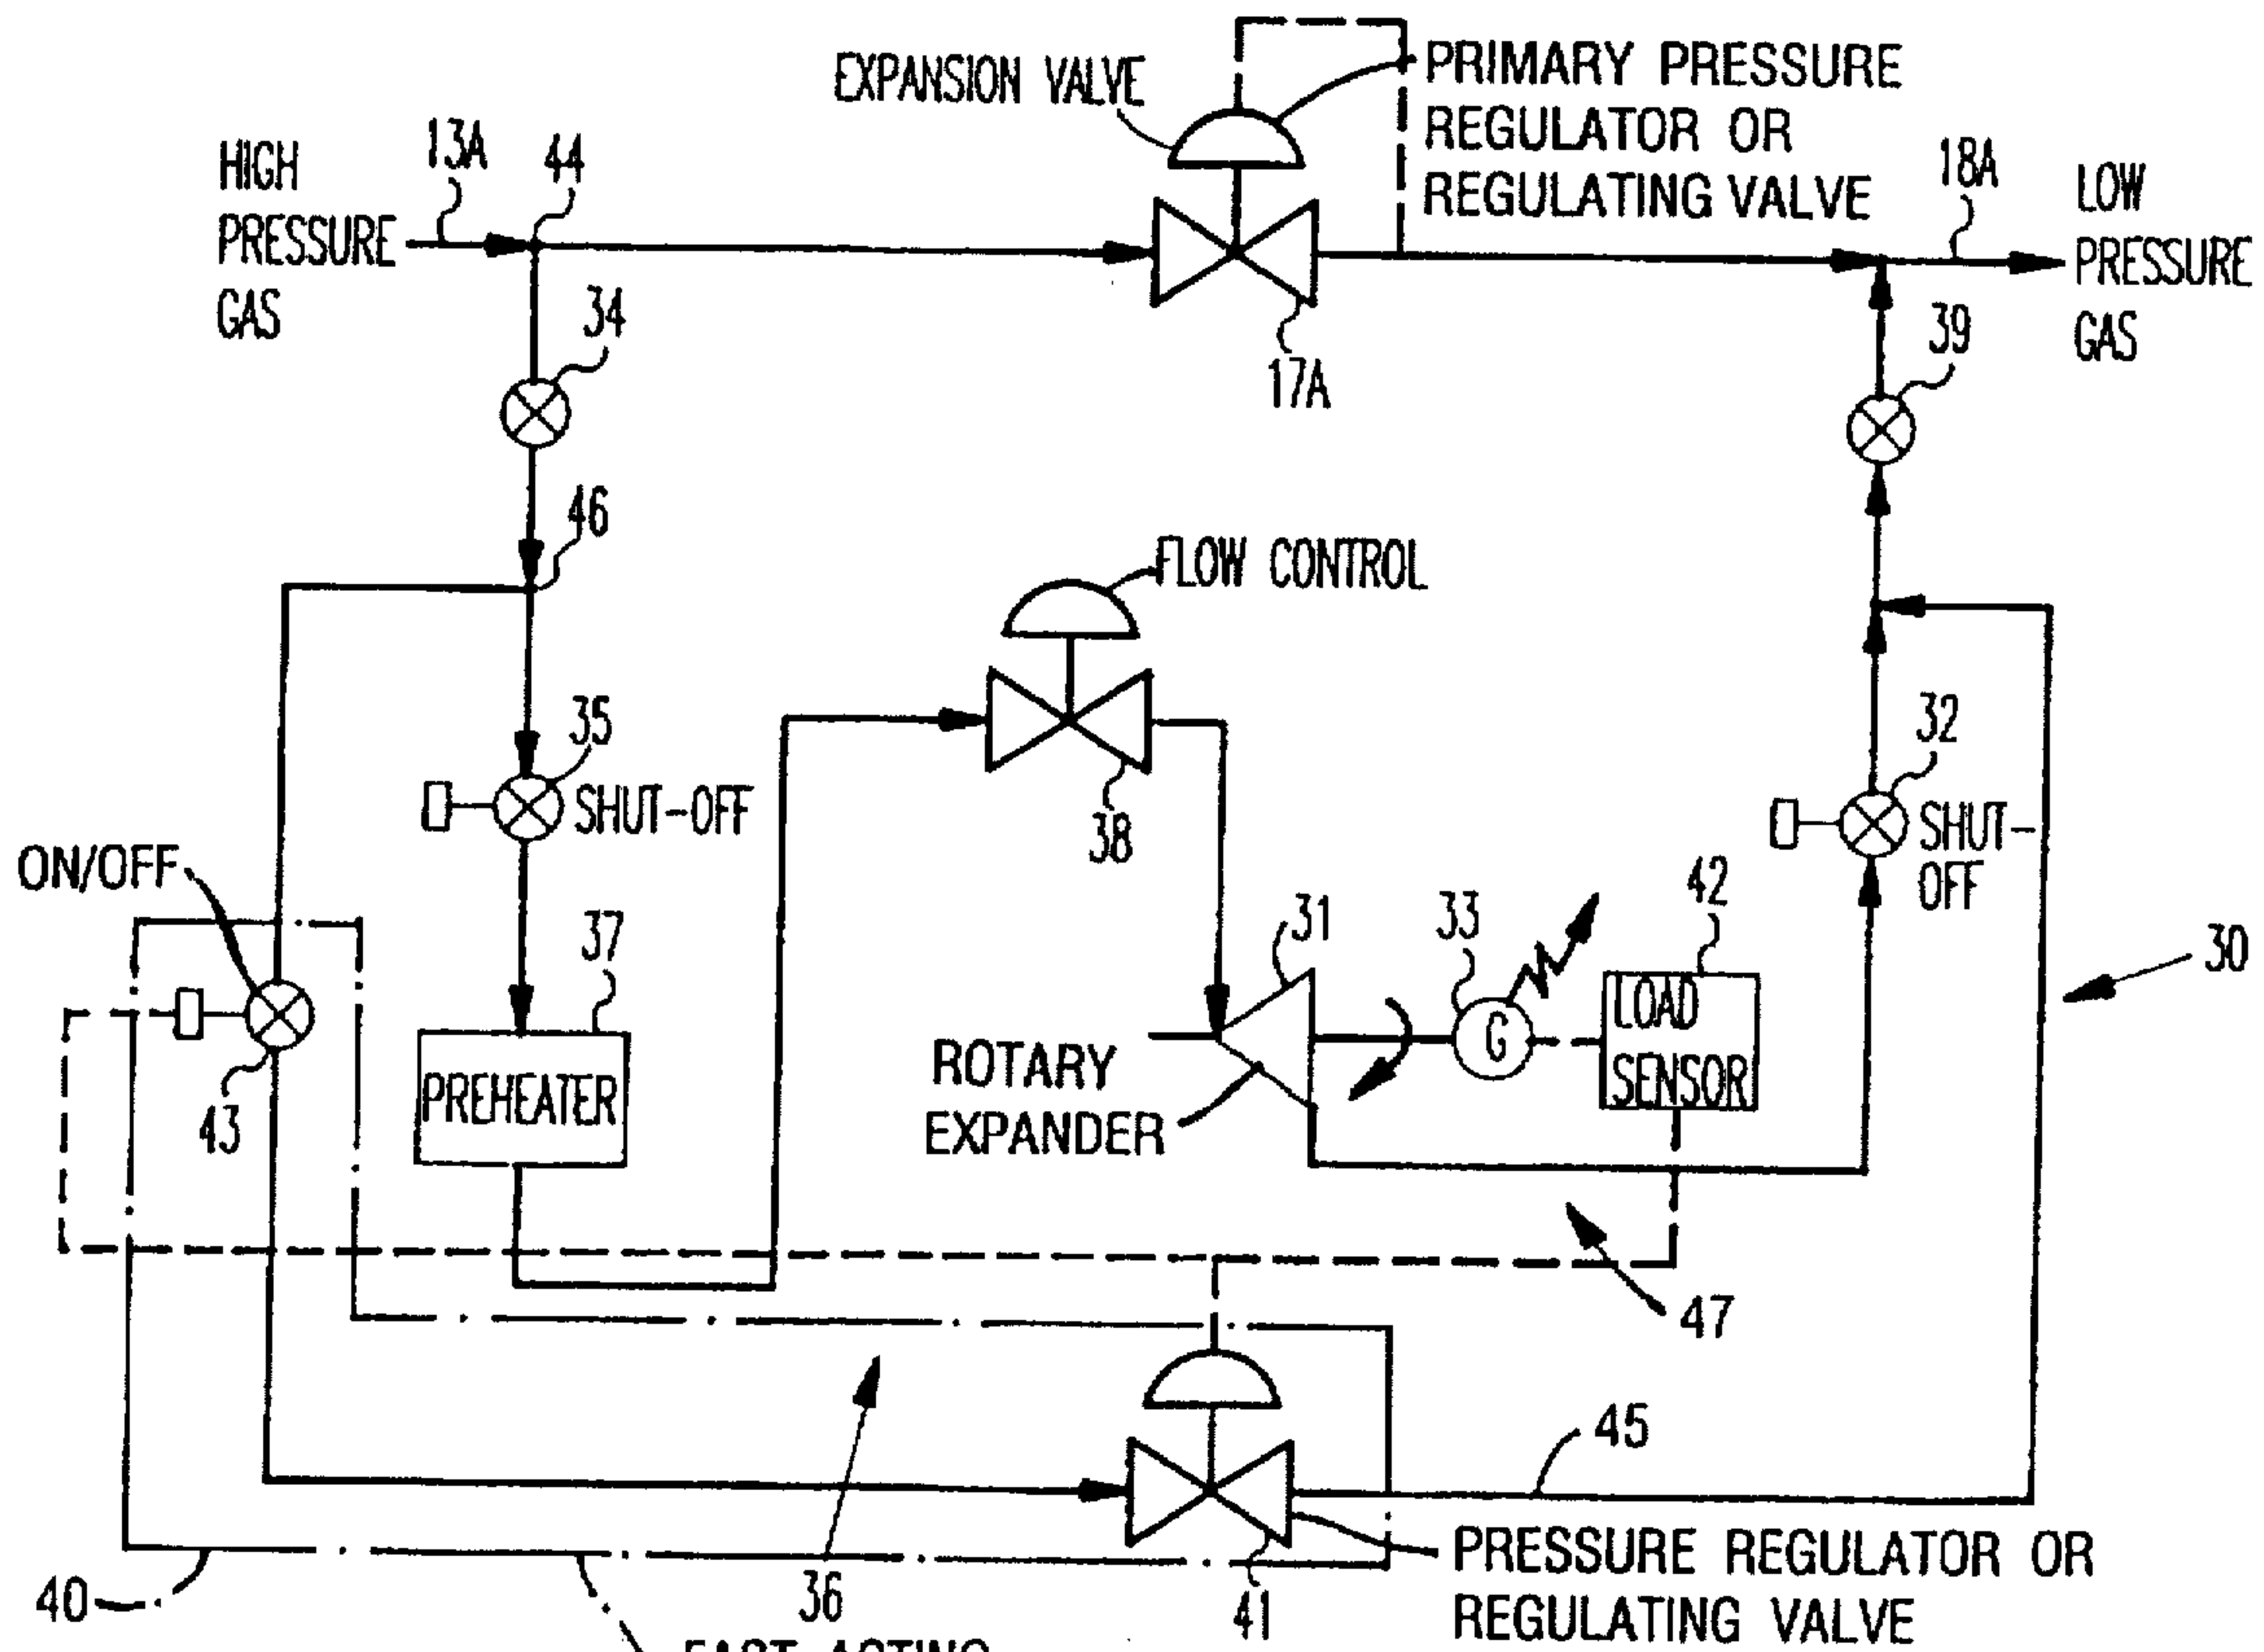 EXPANSION VALVE
PRIMARY PRESSURE
REGULATOR OR
REGULATING VALVE
HIGH
PRESSURE
GAS
13A
44
18A
LOW
PRESSURE
GAS
34
17A
39
46
FLOW CONTROL
35
SHUT-OFF
38
32
SHUT-
OFF
ON/OFF
37
31
33
42
30
LOAD
SENSOR
G
ROTARY
EXPANDER
PREHEATER
43
47
45
40
36
41
PRESSURE REGULATOR OR
REGULATING VALVE